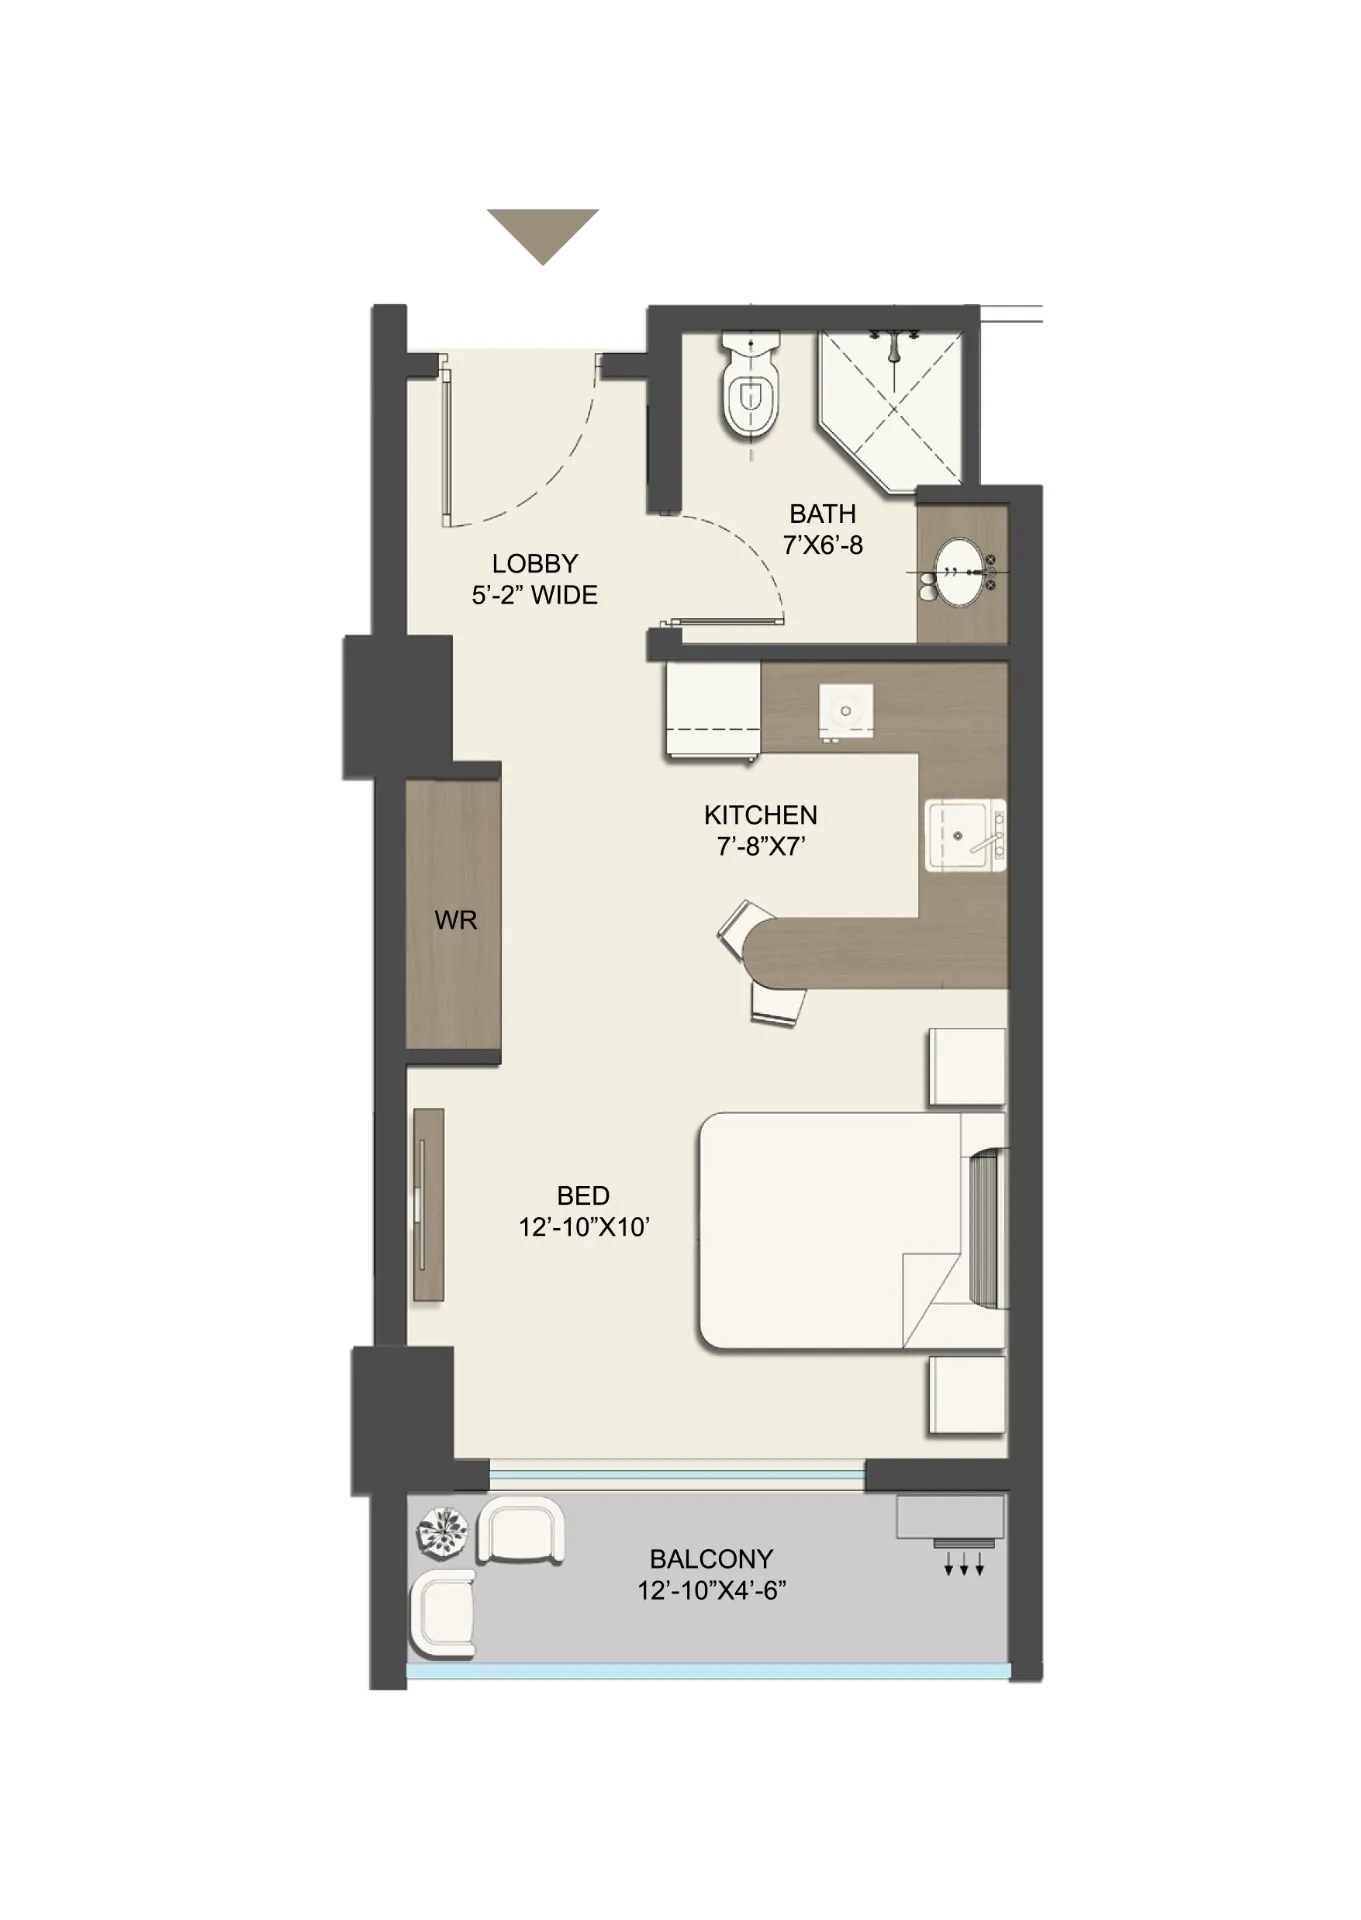 BATH
7’X6’-8
LOBBY
5’-2” WIDE
KITCHEN
7’-8”X7’
WR
BED
12’-10”X10’
BALCONY
12’-10”X4’-6”